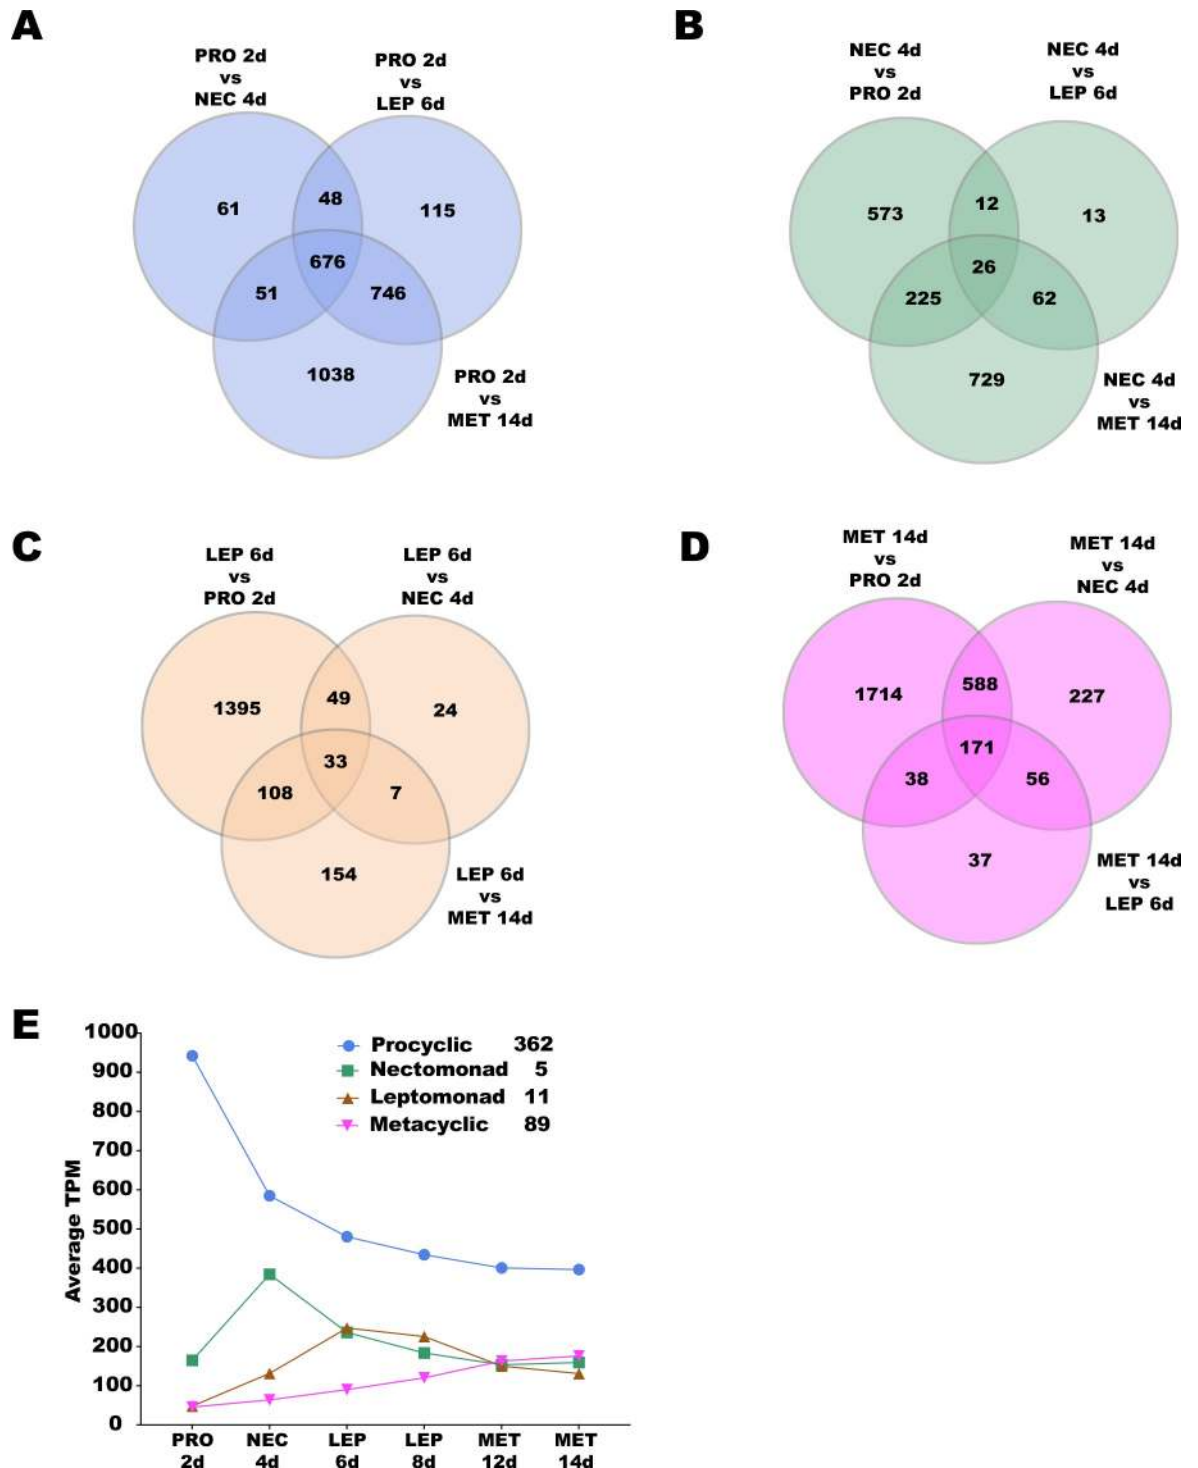 A
PRO 2d
vs
NEC 4d
PRO 2d
vs
LEP 6d
61
48
115
676
51
746
1038
PRO 2d
vs
MET 14d
B
NEC 4d
vs
PRO 2d
NEC 4d
vs
LEP 6d
573
12
13
26
225
62
729
NEC 4d
vs
MET 14d
C
LEP 6d
vs
PRO 2d
LEP 6d
vs
NEC 4d
1395
49
24
33
108
7
154
LEP 6d
vs
MET 14d
D
MET 14d
vs
PRO 2d
MET 14d
vs
NEC 4d
1714
588
227
171
38
56
37
MET 14d
vs
LEP 6d
E
Average TPM
1000
900
800
700
600
500
400
300
200
100
0
Procyclic 362
Nectomonad 5
Leptomonad 11
Metacyclic 89
PRO NEC LEP LEP MET MET
2d 4d 6d 8d 12d 14d